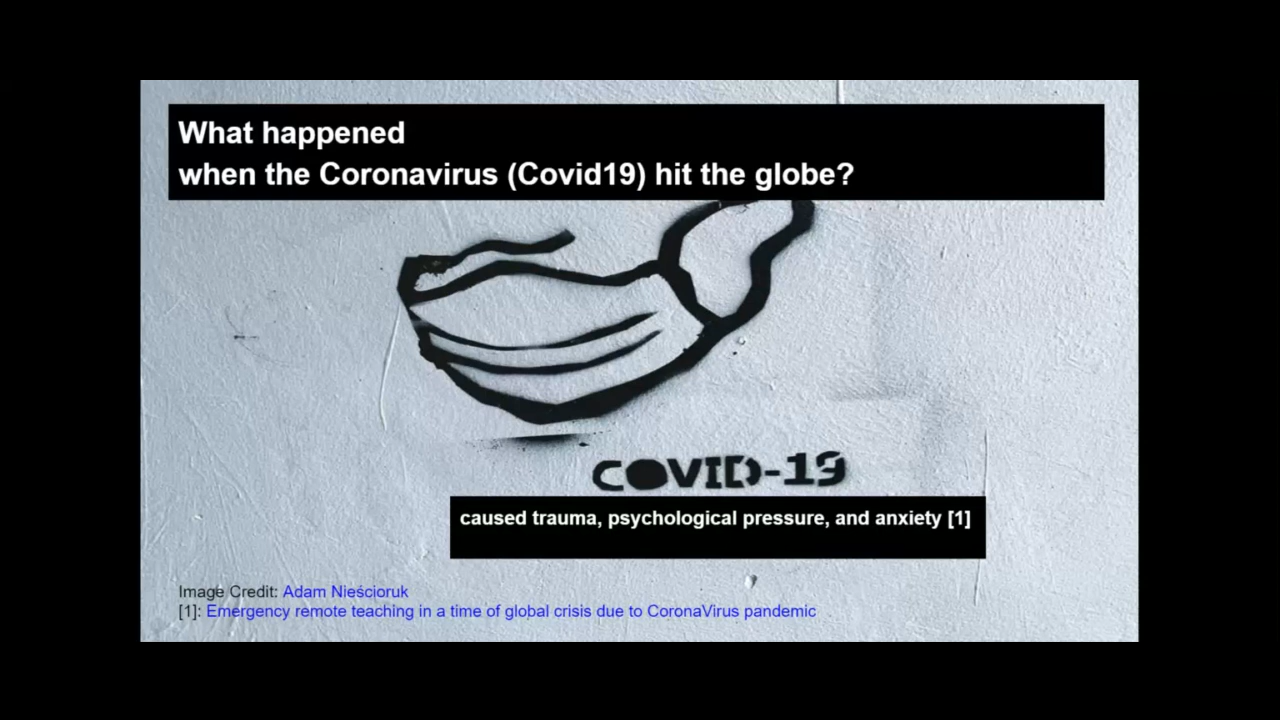 What happened
when the Coronavirus (Covid19) hit the globe?
COVID-19
caused trauma, psychological pressure, and anxiety [1]
Image Credit: Adam Nieścioruk
[1]: Emergency remote teaching in a time of global crisis due to CoronaVirus pandemic